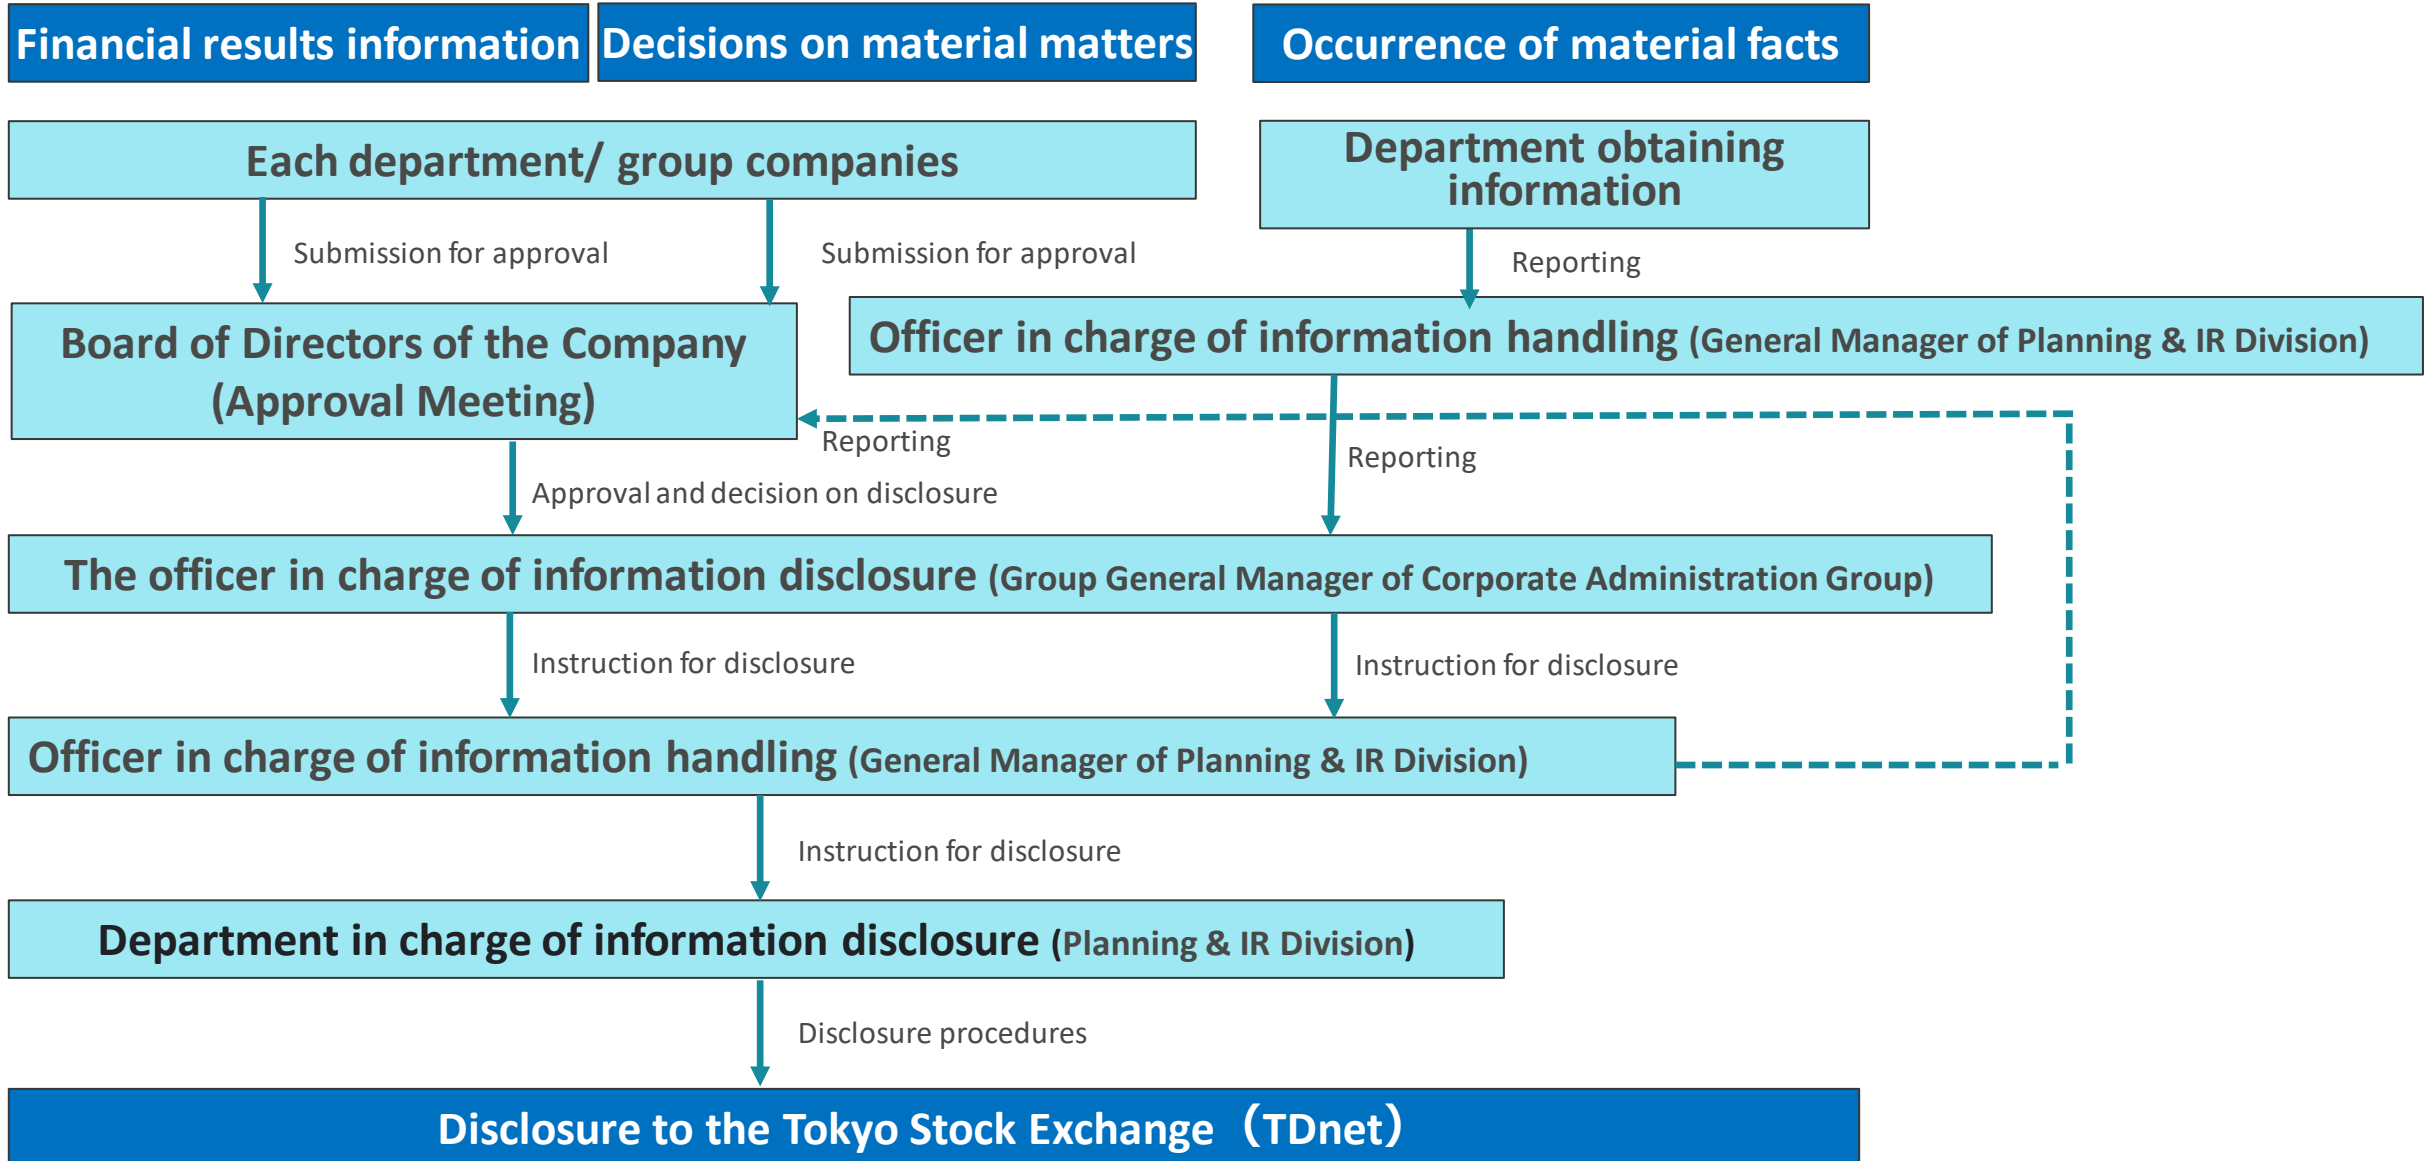 Financial results information
Decisions on material matters
Occurrence of material facts
Each department/ group companies
Department obtaining
information
Submission for approval
Submission for approval
Reporting
Board of Directors of the Company
(Approval Meeting)
Officer in charge of information handling (General Manager of Planning & IR Division)
Reporting
Reporting
Approval and decision on disclosure
The officer in charge of information disclosure (Group General Manager of Corporate Administration Group)
Instruction for disclosure
Instruction for disclosure
Officer in charge of information handling (General Manager of Planning & IR Division)
Instruction for disclosure
Department in charge of information disclosure (Planning & IR Division)
Disclosure procedures
Disclosure to the Tokyo Stock Exchange（TDnet）